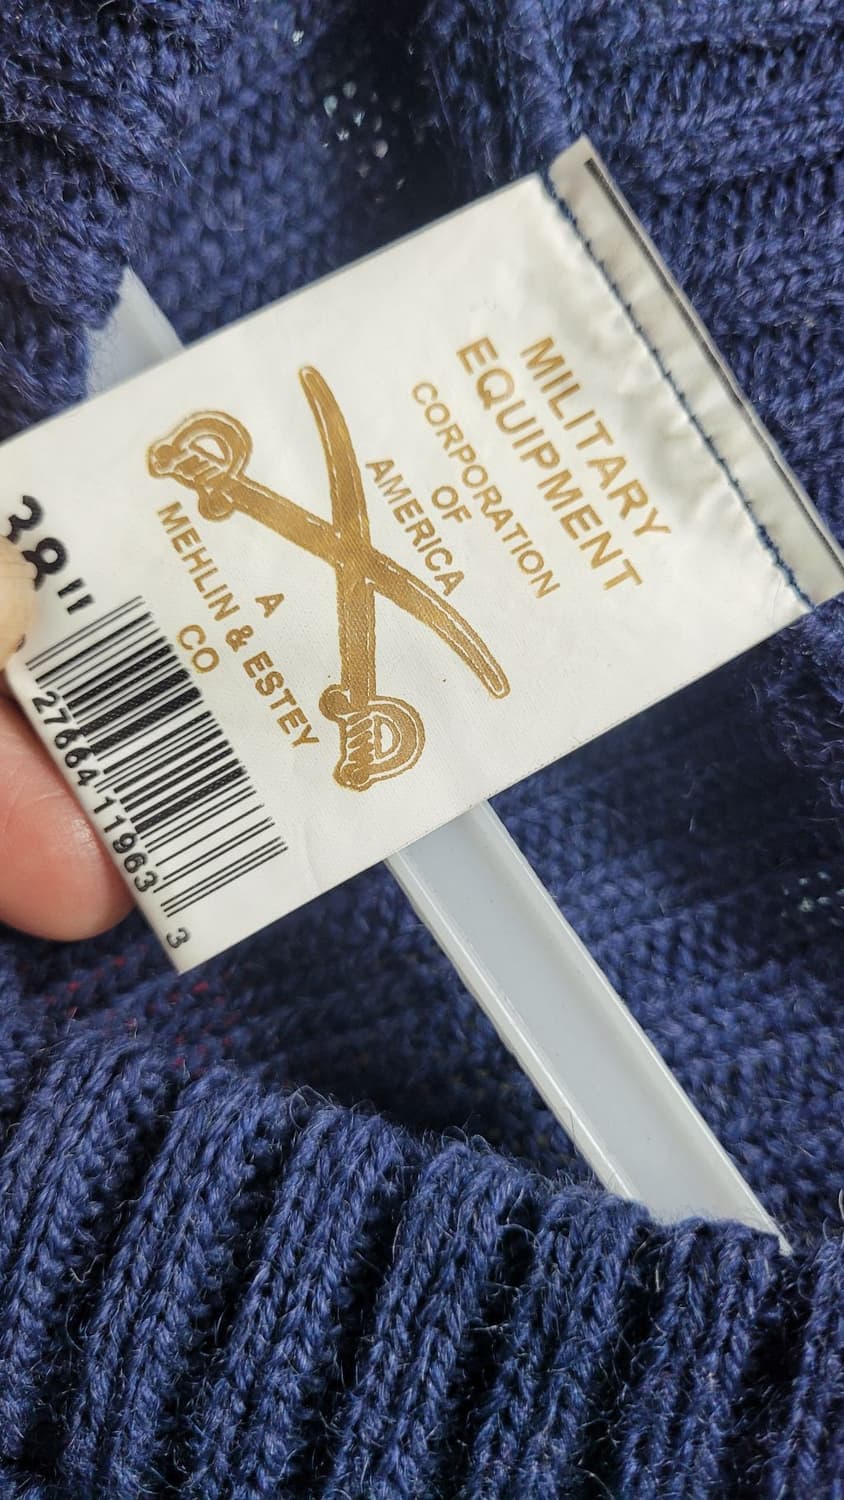 MILITARY
EQUIPMENT
CORPORATION
OF
AMERICA
A
MEHLIN & ESTEY
CO
38"
27664 11963 3